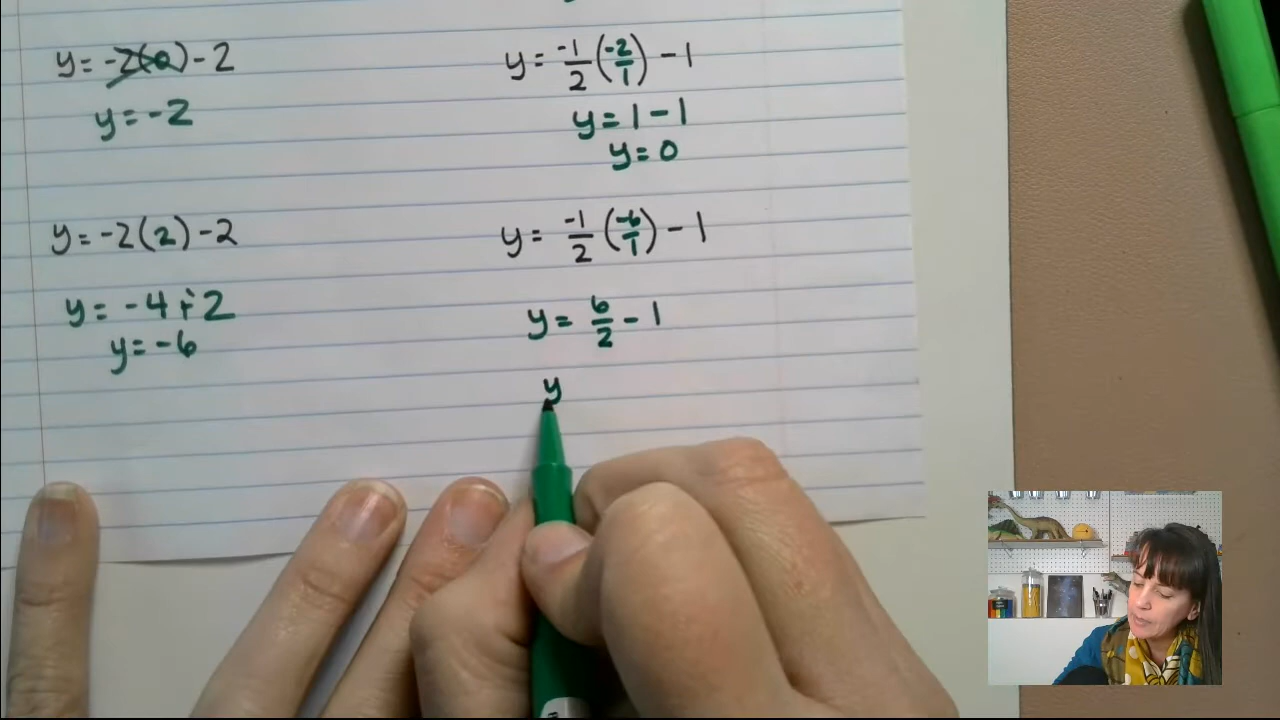 y = -2(0) - 2
y = -2
y = -2(2) - 2
y = -4 + 2
y = -6
y = -1/2 (-2/1) - 1
y = 1 - 1
y = 0
y = -1/2 (-6/1) - 1
y = 6/2 - 1
y